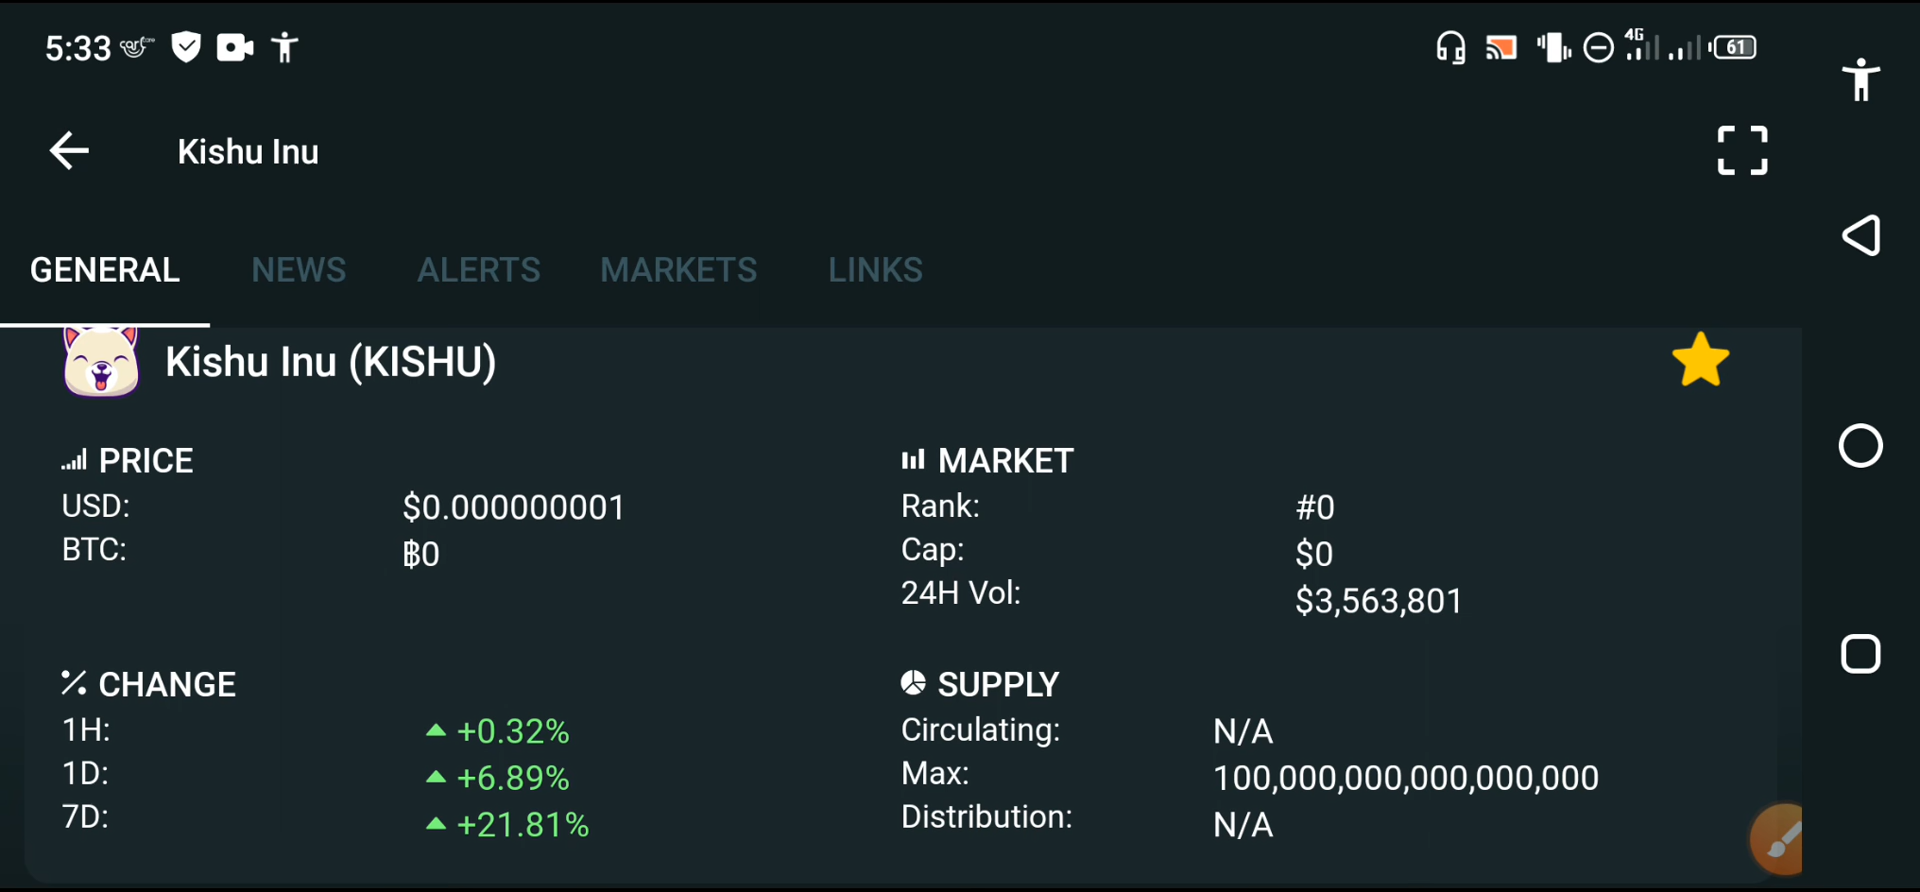 5:33
4G
61
Kishu Inu
GENERAL NEWS ALERTS MARKETS LINKS
Kishu Inu (KISHU)
PRICE
USD: $0.000000001
BTC: ฿0
MARKET
Rank: #0
Cap: $0
24H Vol: $3,563,801
CHANGE
1H: +0.32%
1D: +6.89%
7D: +21.81%
SUPPLY
Circulating: N/A
Max: 100,000,000,000,000,000
Distribution: N/A